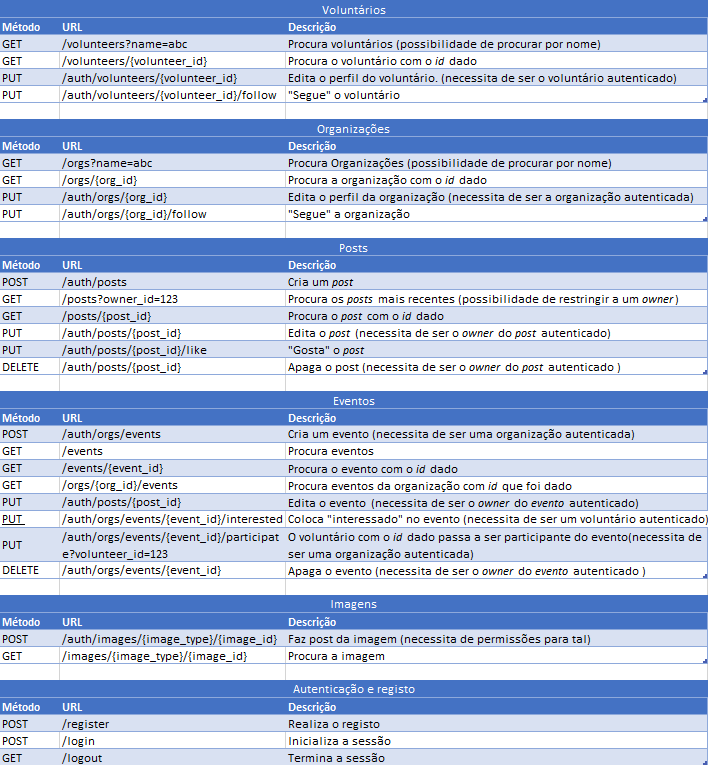 Voluntários
Método URL Descrição
GET /volunteers?name=abc Procura voluntários (possibilidade de procurar por nome)
GET /volunteers/{volunteer_id} Procura o voluntário com o id dado
PUT /auth/volunteers/{volunteer_id} Edita o perfil do voluntário. (necessita de ser o voluntário autenticado)
PUT /auth/volunteers/{volunteer_id}/follow "Segue" o voluntário
Organizações
Método URL Descrição
GET /orgs?name=abc Procura Organizações (possibilidade de procurar por nome)
GET /orgs/{org_id} Procura a organização com o id dado
PUT /auth/orgs/{org_id} Edita o perfil da organização (necessita de ser a organização autenticada)
PUT /auth/orgs/{org_id}/follow "Segue" a organização
Posts
Método URL Descrição
POST /auth/posts Cria um post
GET /posts?owner_id=123 Procura os posts mais recentes (possibilidade de restringir a um owner)
GET /posts/{post_id} Procura o post com o id dado
PUT /auth/posts/{post_id} Edita o post (necessita de ser o owner do post autenticado)
PUT /auth/posts/{post_id}/like "Gosta" o post
DELETE /auth/posts/{post_id} Apaga o post (necessita de ser o owner do post autenticado )
Eventos
Método URL Descrição
POST /auth/orgs/events Cria um evento (necessita de ser uma organização autenticada)
GET /events Procura eventos
GET /events/{event_id} Procura o evento com o id dado
GET /orgs/{org_id}/events Procura eventos da organização com id que foi dado
PUT /auth/posts/{post_id} Edita o evento (necessita de ser o owner do evento autenticado)
PUT /auth/orgs/events/{event_id}/interested Coloca "interessado" no evento (necessita de ser um voluntário autenticado)
PUT /auth/orgs/events/{event_id}/participat O voluntário com o id dado passa a ser participante do evento(necessita de
e?volunteer_id=123 ser uma organização autenticada)
DELETE /auth/orgs/events/{event_id} Apaga o evento (necessita de ser o owner do evento autenticado )
Imagens
Método URL Descrição
POST /auth/images/{image_type}/{image_id} Faz post da imagem (necessita de permissões para tal)
GET /images/{image_type}/{image_id} Procura a imagem
Autenticação e registo
Método URL Descrição
POST /register Realiza o registo
POST /login Inicializa a sessão
GET /logout Termina a sessão